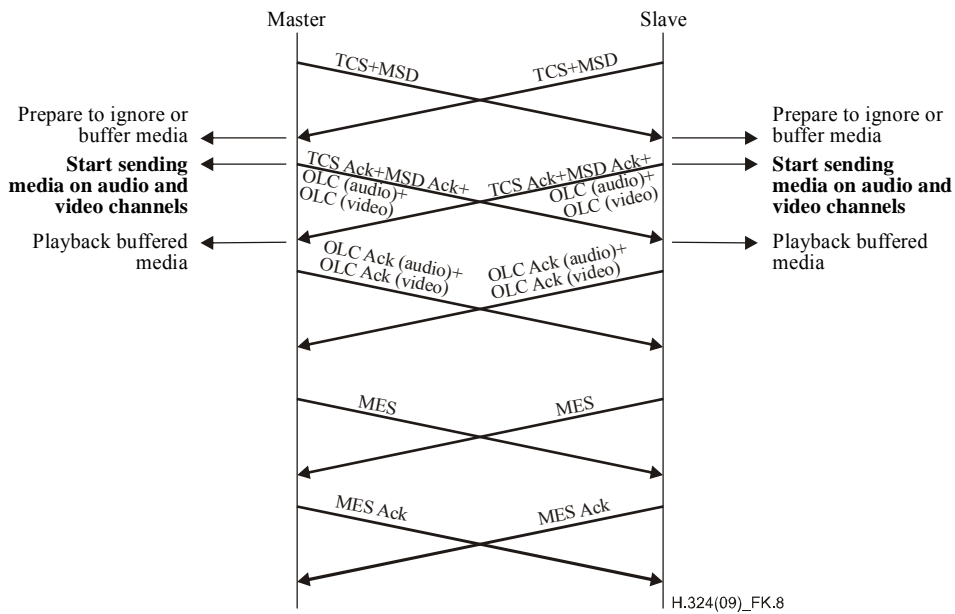 Master
Slave
TCS+MSD
TCS+MSD
Prepare to ignore or
buffer media
Prepare to ignore or
buffer media
Start sending
media on audio and
video channels
TCS Ack+MSD Ack+
OLC (audio)+
OLC (video)
TCS Ack+MSD Ack+
OLC (audio)+
OLC (video)
Start sending
media on audio and
video channels
Playback buffered
media
Playback buffered
media
OLC Ack (audio)+
OLC Ack (video)
OLC Ack (audio)+
OLC Ack (video)
MES
MES
MES Ack
MES Ack
H.324(09)_FK.8